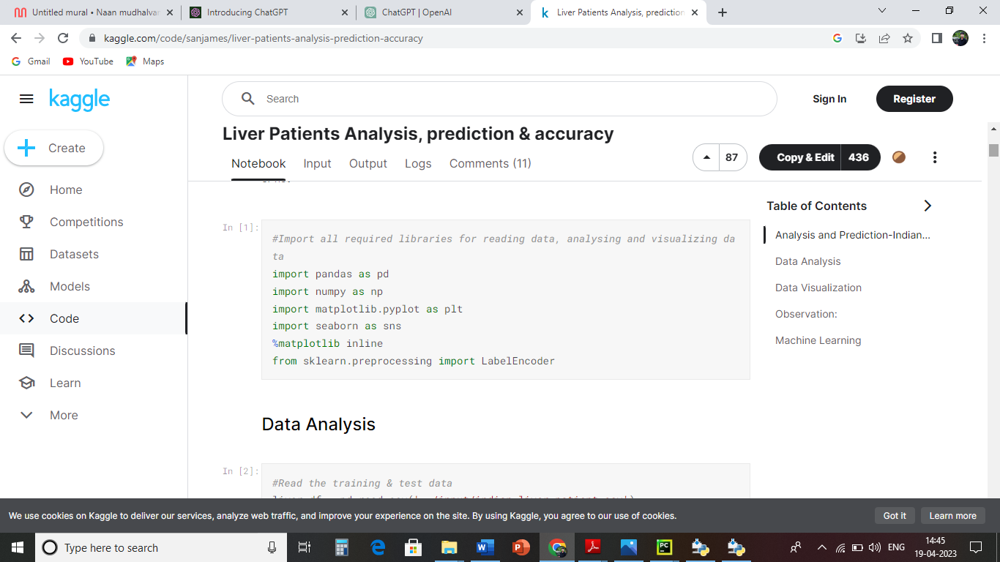 Untitled mural • Naan mudhalvan
Introducing ChatGPT
ChatGPT | OpenAI
Liver Patients Analysis, prediction
kaggle.com/code/sanjames/liver-patients-analysis-prediction-accuracy
Gmail
YouTube
Maps
kaggle
Search
Sign In
Register
Create
Home
Competitions
Datasets
Models
Code
Discussions
Learn
More
Liver Patients Analysis, prediction & accuracy
Notebook
Input
Output
Logs
Comments (11)
87
Copy & Edit
436
In [1]:
#Import all required libraries for reading data, analysing and visualizing da
ta
import pandas as pd
import numpy as np
import matplotlib.pyplot as plt
import seaborn as sns
%matplotlib inline
from sklearn.preprocessing import LabelEncoder
Data Analysis
In [2]:
#Read the training & test data
Table of Contents
Analysis and Prediction-Indian...
Data Analysis
Data Visualization
Observation:
Machine Learning
We use cookies on Kaggle to deliver our services, analyze web traffic, and improve your experience on the site. By using Kaggle, you agree to our use of cookies.
Got it
Learn more
Type here to search
ENG
14:45
19-04-2023